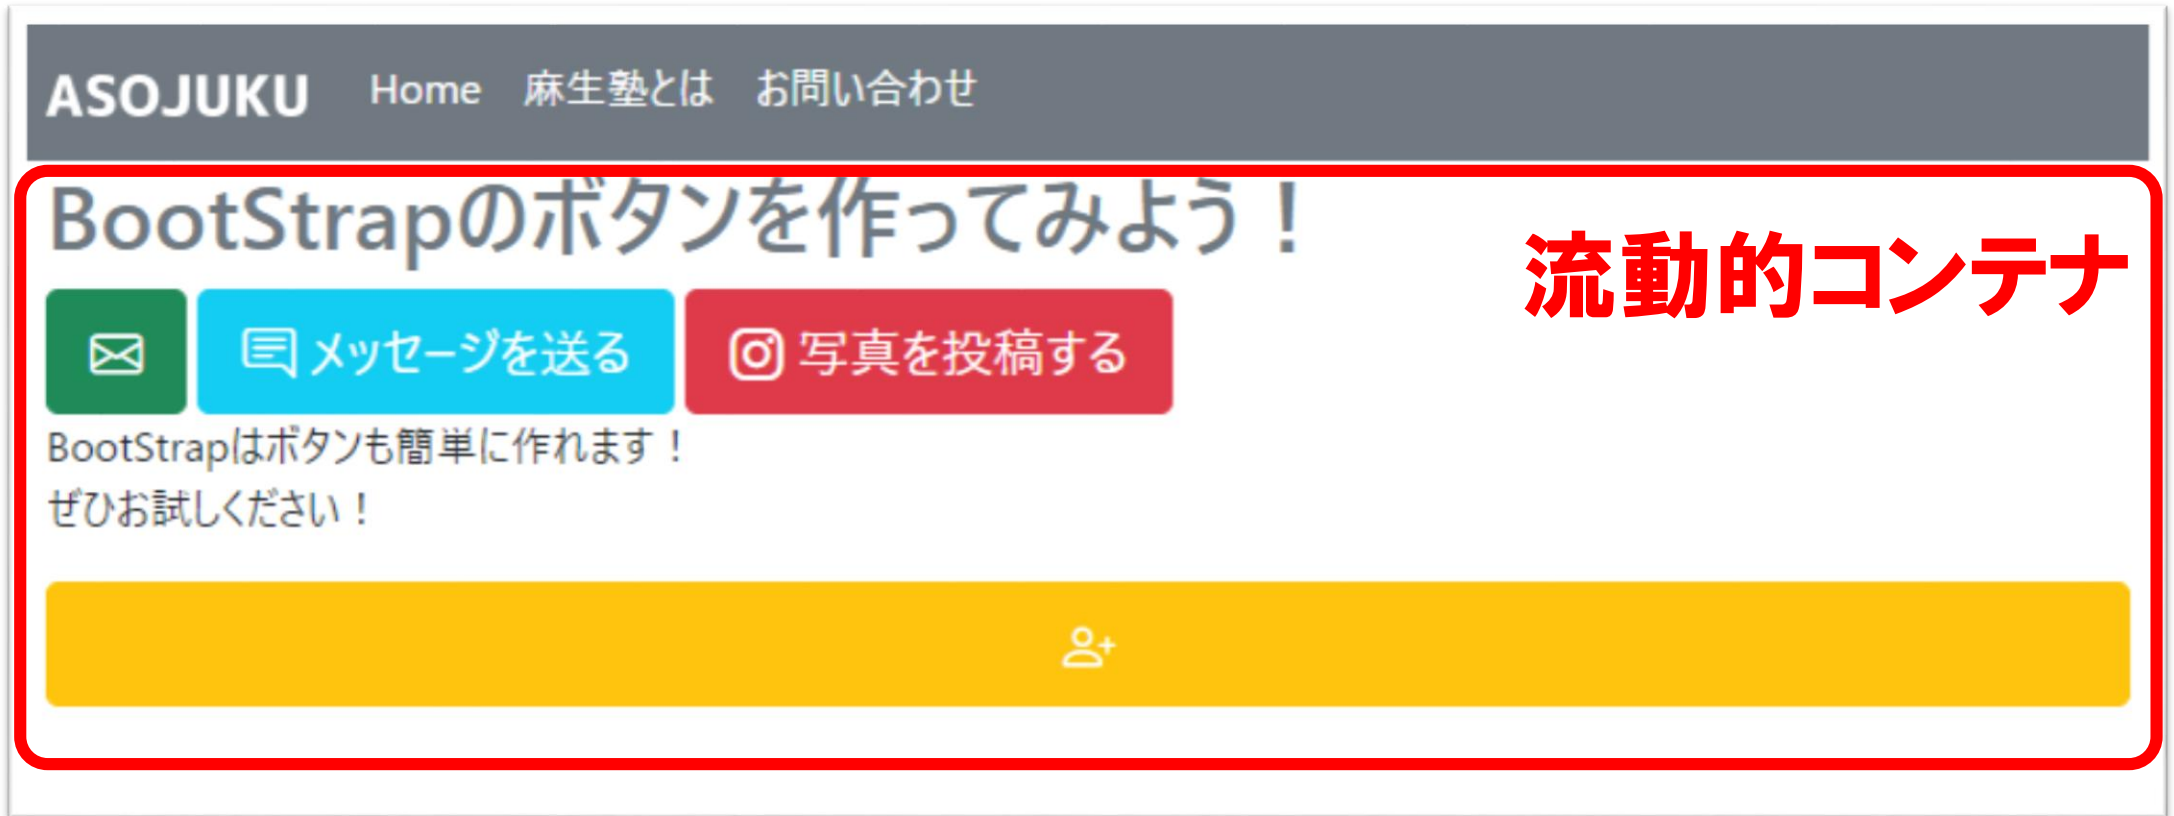 ASOJUKU Home 麻生塾とは お問い合わせ
BootStrapのボタンを作ってみよう！
流動的コンテナ
メッセージを送る 写真を投稿する
BootStrapはボタンも簡単に作れます！
ぜひお試しください！